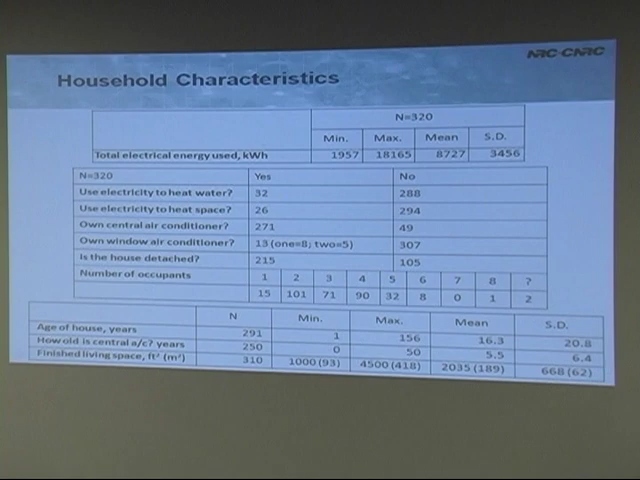 NRC-CNRC
Household Characteristics
N=320
Min. Max. Mean S.D.
Total electrical energy used, kWh 1957 18165 8727 3456
N=320 Yes No
Use electricity to heat water? 32 288
Use electricity to heat space? 26 294
Own central air conditioner? 271 49
Own window air conditioner? 13 (one=8; two=5) 307
Is the house detached? 215 105
Number of occupants 1 2 3 4 5 6 7 8 ?
15 101 71 90 32 8 0 1 2
N Min. Max. Mean S.D.
Age of house, years 291 1 156 16.3 20.8
How old is central a/c? years 250 0 50 5.5 6.4
Finished living space, ft² (m²) 310 1000 (93) 4500 (418) 2035 (189) 668 (62)